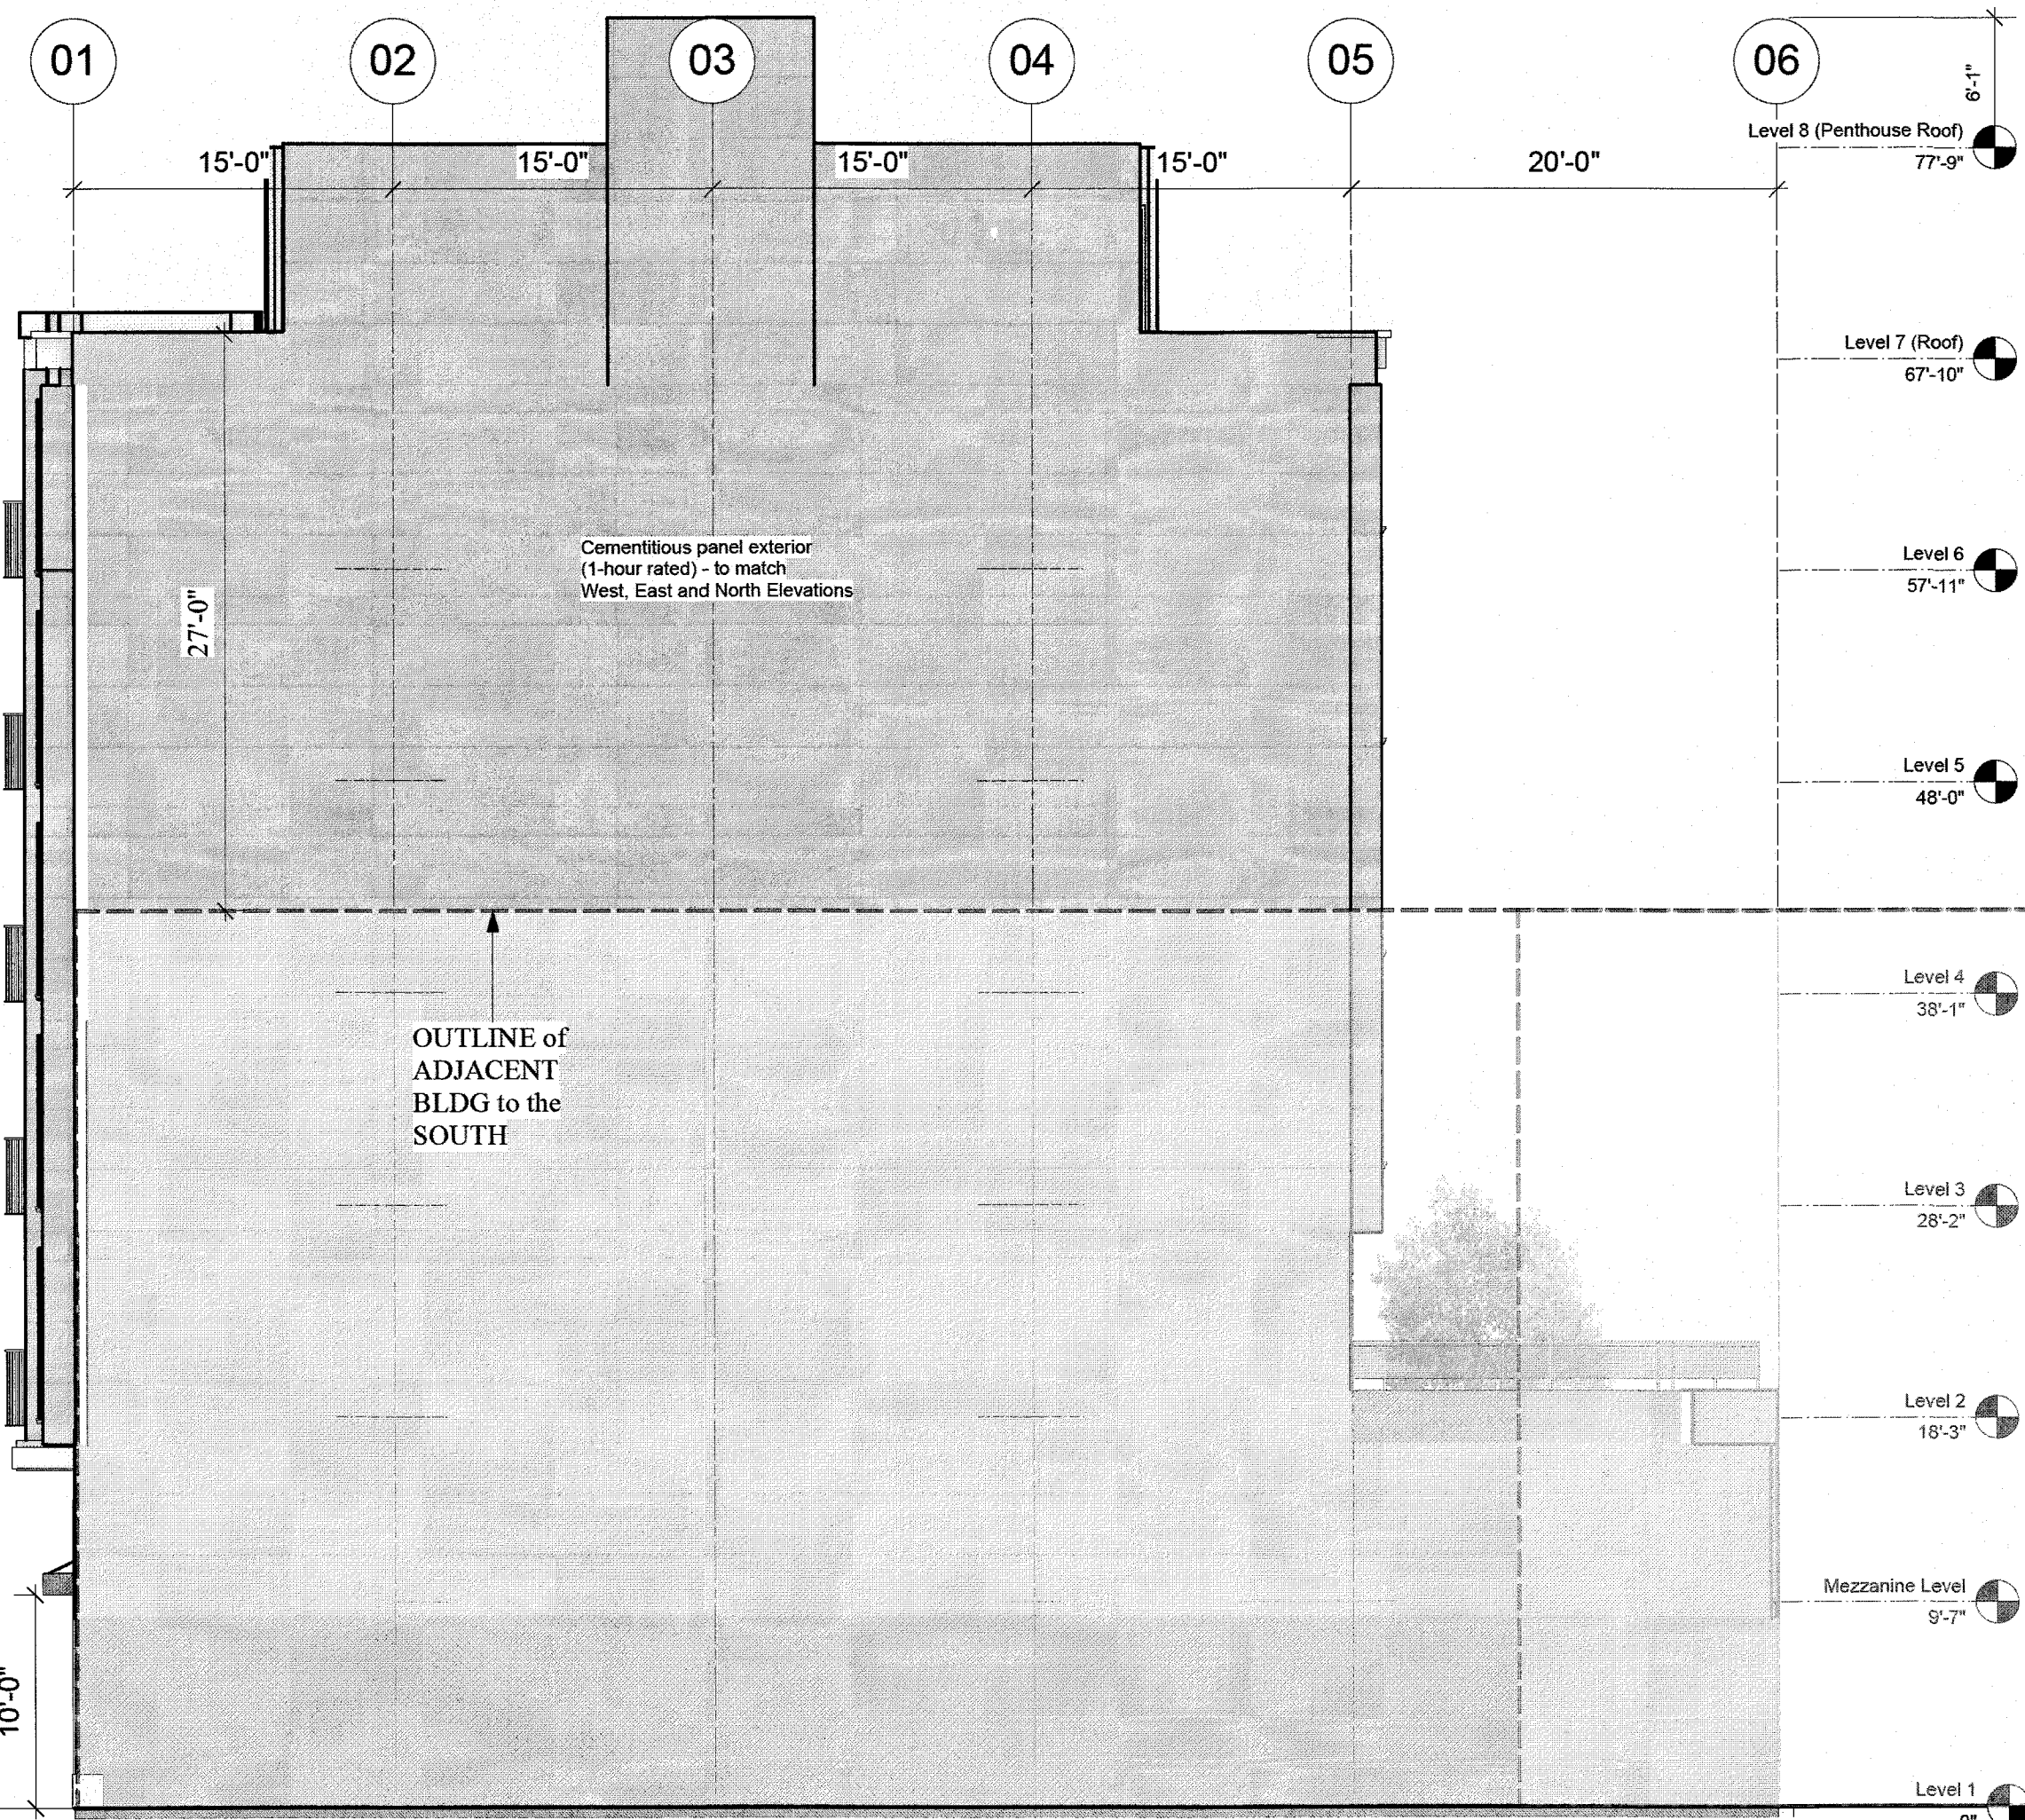 01
02
03
04
05
06
6'-1"
Level 8 (Penthouse Roof)
77'-9"
15'-0"
15'-0"
15'-0"
15'-0"
20'-0"
Level 7 (Roof)
67'-10"
Cementitious panel exterior
(1-hour rated) - to match
West, East and North Elevations
Level 6
57'-11"
27'-0"
Level 5
48'-0"
Level 4
38'-1"
OUTLINE of
ADJACENT
BLDG to the
SOUTH
Level 3
28'-2"
Level 2
18'-3"
Mezzanine Level
9'-7"
10'-0"
Level 1
0"